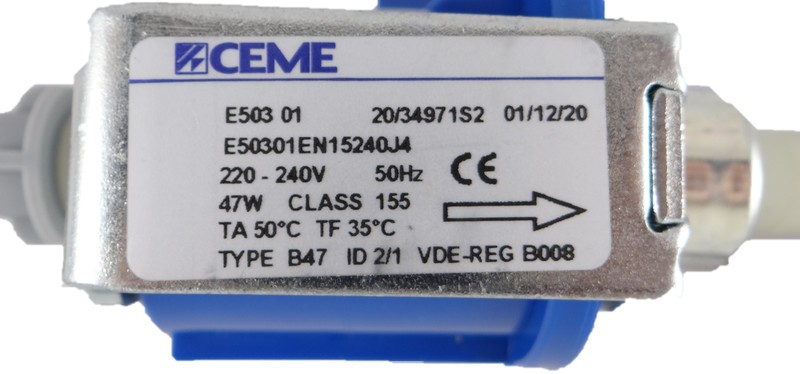 CEME
E503 01 20/34971S2 01/12/20
E50301EN15240J4
220 - 240V 50Hz CE
47W CLASS 155
TA 50°C TF 35°C
TYPE B47 ID 2/1 VDE-REG B008